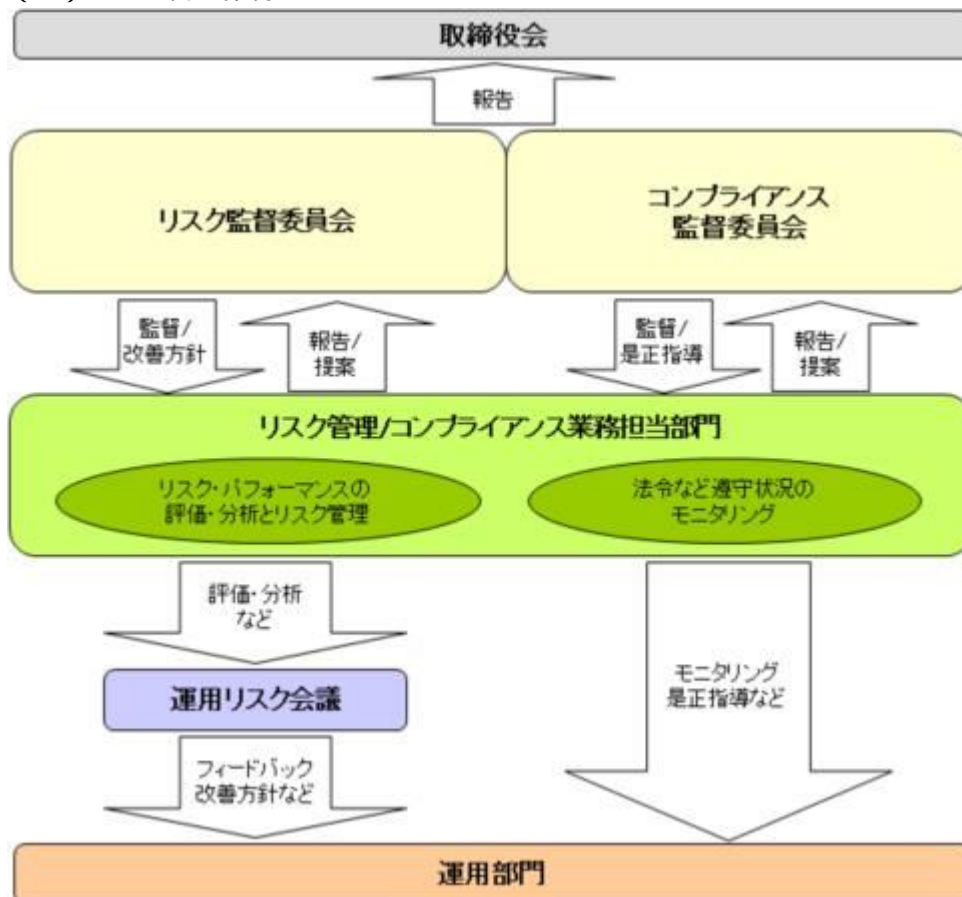 取締役会
報告
リスク監督委員会
コンプライアンス
監督委員会
監督/
改善方針
報告/
提案
監督/
是正指導
報告/
提案
リスク管理/コンプライアンス業務担当部門
リスク・パフォーマンスの
評価・分析とリスク管理
法令など遵守状況の
モニタリング
評価・分析
など
運用リスク会議
モニタリング
是正指導など
フィードバック
改善方針など
運用部門